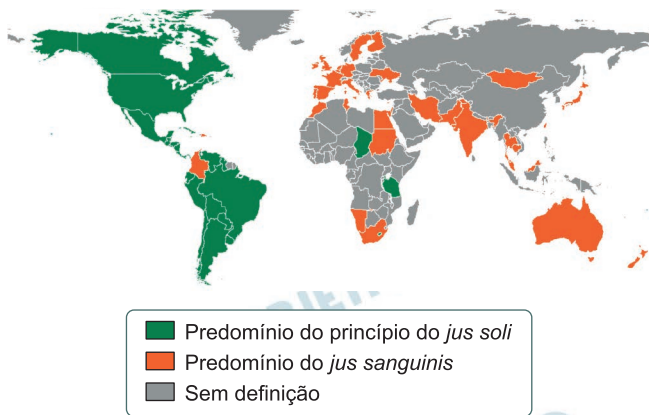 Predomínio do princípio do jus soli
Predomínio do jus sanguinis
Sem definição